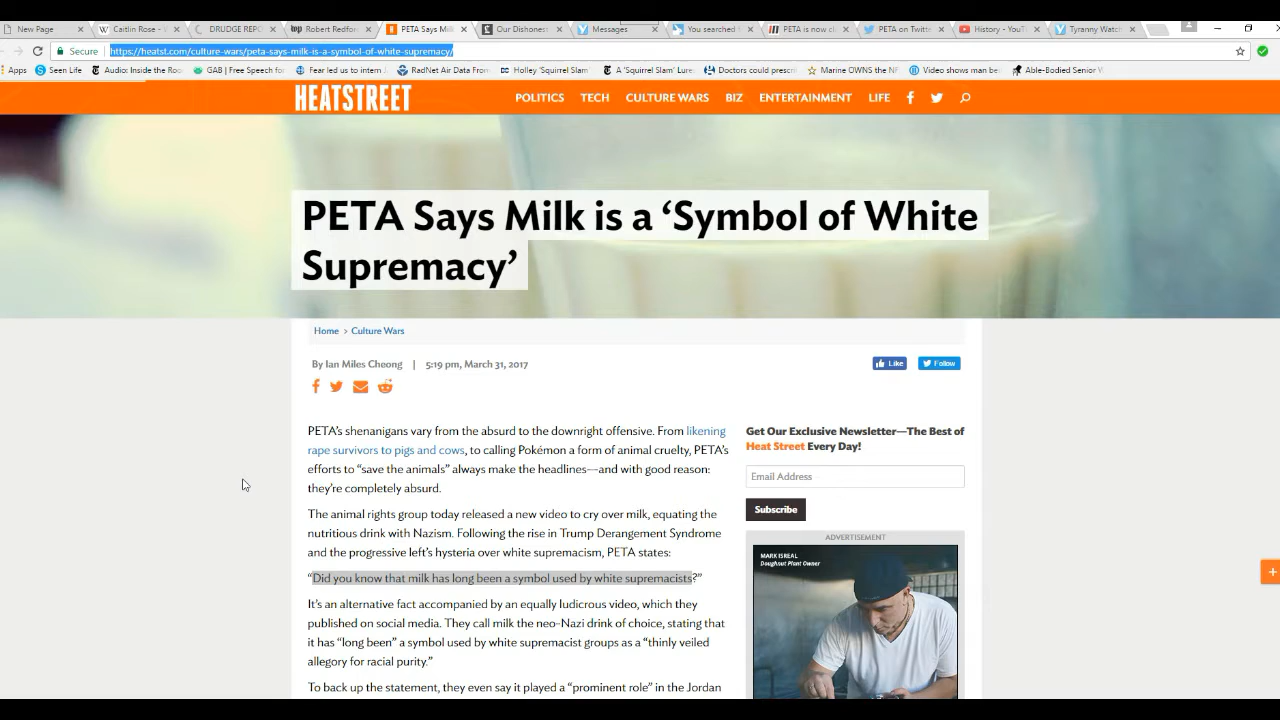 New Page
Caitlin Rose - V
DRUDGE REPO
Robert Redford
PETA Says Milk
Our Dishonest
Messages
You searched f
PETA is now cl
PETA on Twitt
History - YouT
Tyranny Watch
Secure
https://heatst.com/culture-wars/peta-says-milk-is-a-symbol-of-white-supremacy/
Apps
Seen Life
Audio: Inside the Roo
GAB | Free Speech for
Fear led us to intern J
RadNet Air Data From
Holley 'Squirrel Slam'
A 'Squirrel Slam' Lure
Doctors could prescri
Marine OWNS the NF
Video shows man be
Able-Bodied Senior W
HEATSTREET
POLITICS
TECH
CULTURE WARS
BIZ
ENTERTAINMENT
LIFE
PETA Says Milk is a ‘Symbol of White
Supremacy’
Home > Culture Wars
By Ian Miles Cheong | 5:19 pm, March 31, 2017
Like
Follow
PETA’s shenanigans vary from the absurd to the downright offensive. From likening
rape survivors to pigs and cows, to calling Pokémon a form of animal cruelty, PETA’s
efforts to “save the animals” always make the headlines—and with good reason:
they’re completely absurd.
The animal rights group today released a new video to cry over milk, equating the
nutritious drink with Nazism. Following the rise in Trump Derangement Syndrome
and the progressive left’s hysteria over white supremacism, PETA states:
“Did you know that milk has long been a symbol used by white supremacists?”
It’s an alternative fact accompanied by an equally ludicrous video, which they
published on social media. They call milk the neo-Nazi drink of choice, stating that
it has “long been” a symbol used by white supremacist groups as a “thinly veiled
allegory for racial purity.”
To back up the statement, they even say it played a “prominent role” in the Jordan
Get Our Exclusive Newsletter—The Best of
Heat Street Every Day!
Email Address
Subscribe
ADVERTISEMENT
MARK ISREAL
Doughnut Plant Owner
+